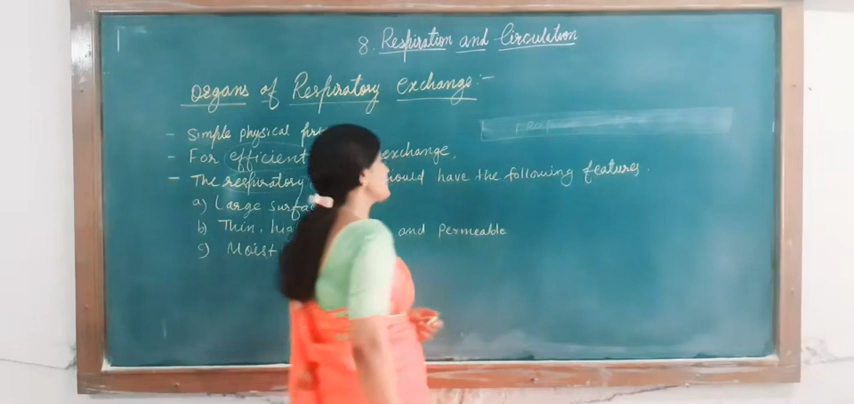 8. Respiration and Circulation
Organs of Respiratory Exchange:-
- Simple physical
- For efficient exchange.
- The respiratory should have the following features.
a) Large
b) Thin, and permeable
c) Moist